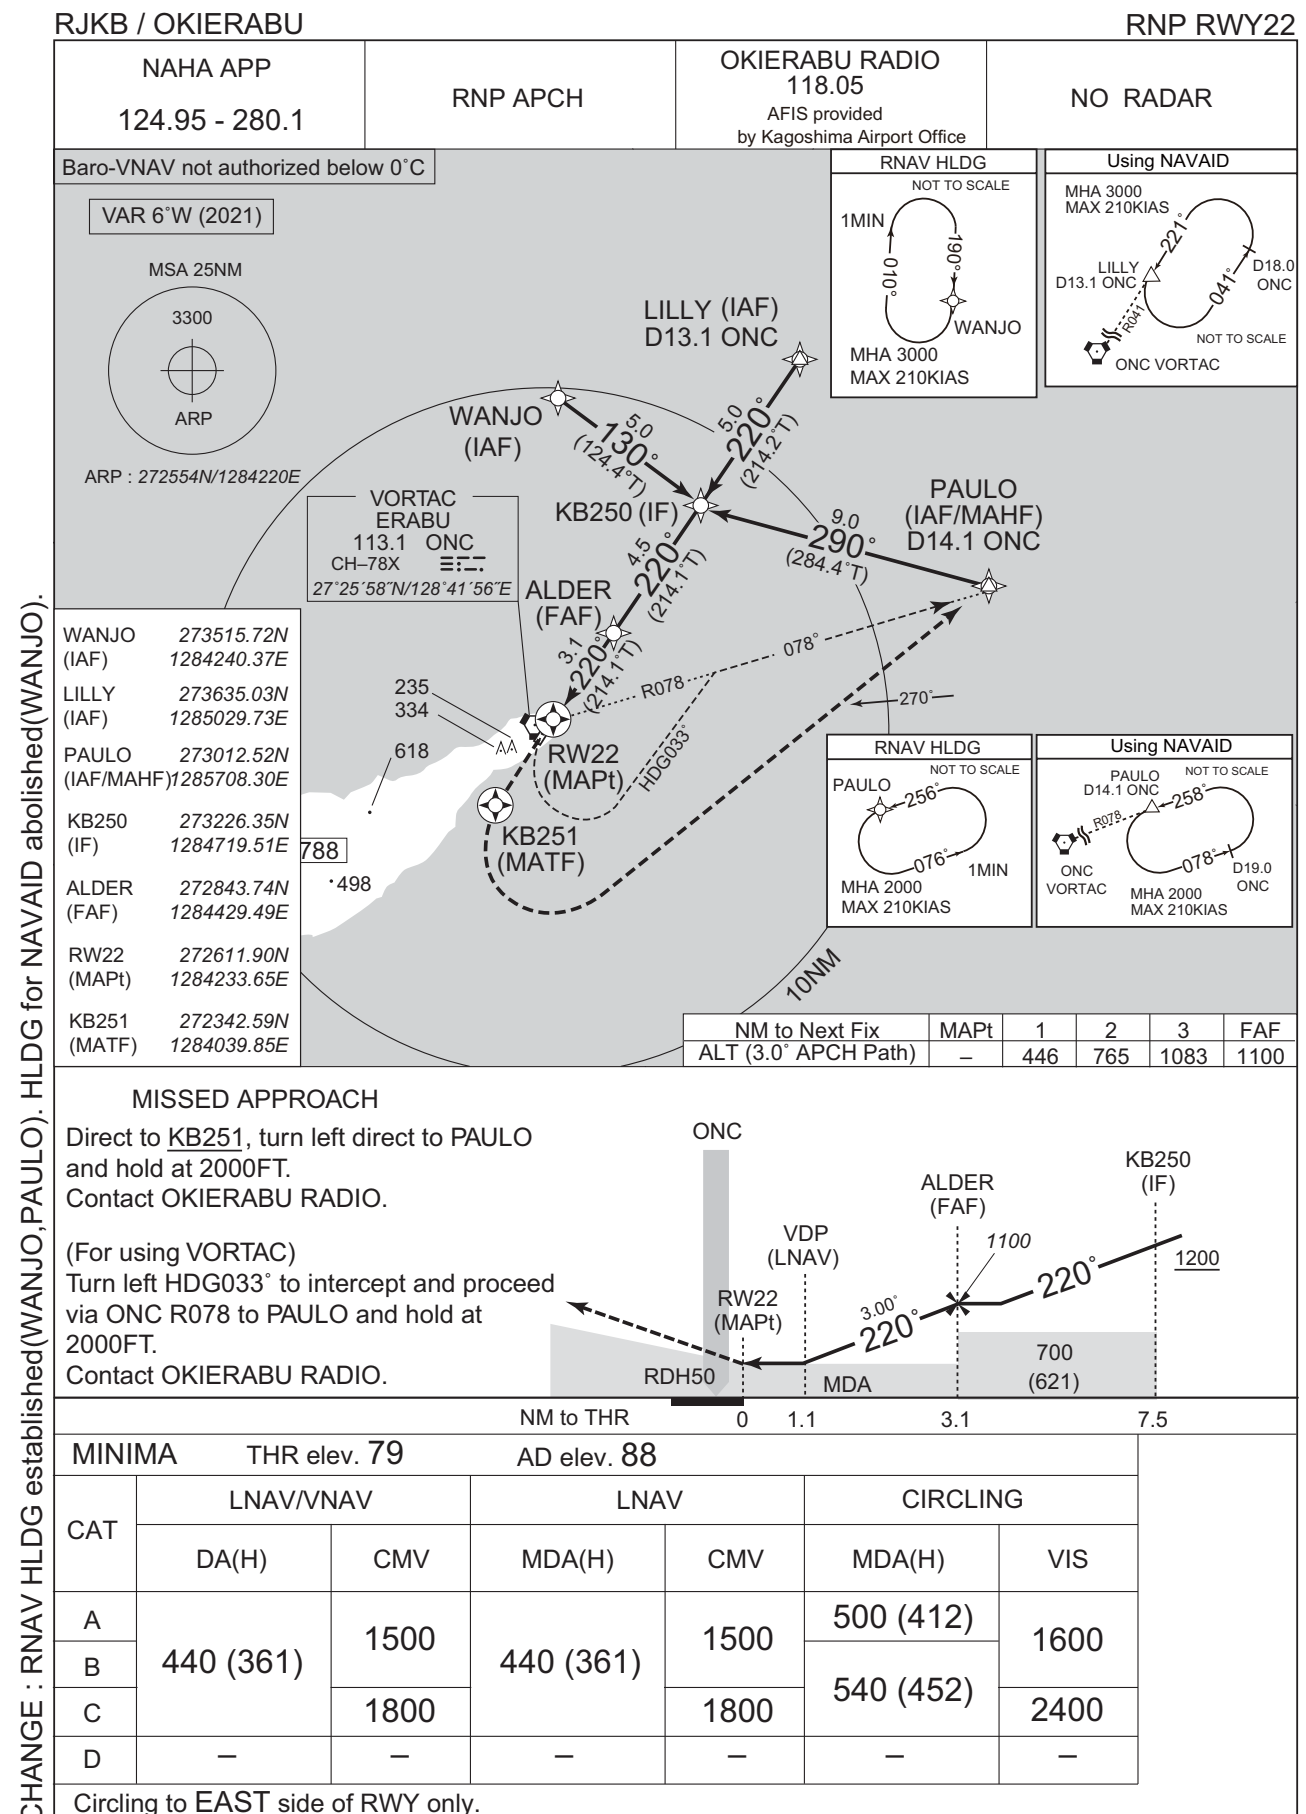 RJKB / OKIERABU
RNP RWY22
NAHA APP
124.95 - 280.1
RNP APCH
OKIERABU RADIO
118.05
AFIS provided
by Kagoshima Airport Office
NO RADAR
Baro-VNAV not authorized below 0˚C
VAR 6˚W (2021)
MSA 25NM
3300
ARP
ARP : 272554N/1284220E
RNAV HLDG
NOT TO SCALE
1MIN
190˚
010˚
WANJO
MHA 3000
MAX 210KIAS
Using NAVAID
MHA 3000
MAX 210KIAS
221˚
LILLY
D13.1 ONC
D18.0
ONC
041˚
R041
NOT TO SCALE
ONC VORTAC
LILLY (IAF)
D13.1 ONC
WANJO
(IAF)
5.0
130˚
(124.4˚T)
5.0
220˚
(214.2˚T)
VORTAC
ERABU
113.1 ONC
CH–78X
27˚25´58˝N/128˚41´56˝E
KB250 (IF)
PAULO
(IAF/MAHF)
D14.1 ONC
9.0
290˚
(284.4˚T)
4.5
220˚
(214.1˚T)
ALDER
(FAF)
3.1
220˚
(214.1˚T)
R078
078˚
270˚
HDG033˚
235
334
618
788
498
RW22
(MAPt)
KB251
(MATF)
10NM
WANJO 273515.72N
(IAF) 1284240.37E
LILLY 273635.03N
(IAF) 1285029.73E
PAULO 273012.52N
(IAF/MAHF) 1285708.30E
KB250 273226.35N
(IF) 1284719.51E
ALDER 272843.74N
(FAF) 1284429.49E
RW22 272611.90N
(MAPt) 1284233.65E
KB251 272342.59N
(MATF) 1284039.85E
RNAV HLDG
NOT TO SCALE
PAULO
256˚
076˚
1MIN
MHA 2000
MAX 210KIAS
Using NAVAID
PAULO
D14.1 ONC
NOT TO SCALE
258˚
R078
078˚
D19.0
ONC
ONC
VORTAC
MHA 2000
MAX 210KIAS
NM to Next Fix MAPt 1 2 3 FAF
ALT (3.0˚ APCH Path) – 446 765 1083 1100
MISSED APPROACH
Direct to KB251, turn left direct to PAULO
and hold at 2000FT.
Contact OKIERABU RADIO.
(For using VORTAC)
Turn left HDG033˚ to intercept and proceed
via ONC R078 to PAULO and hold at
2000FT.
Contact OKIERABU RADIO.
ONC
KB250
(IF)
ALDER
(FAF)
VDP
(LNAV)
1100
1200
220˚
RW22
(MAPt)
3.00˚
220˚
700
(621)
RDH50
MDA
NM to THR 0 1.1 3.1 7.5
MINIMA THR elev. 79 AD elev. 88
CAT LNAV/VNAV LNAV CIRCLING
DA(H) CMV MDA(H) CMV MDA(H) VIS
A 440 (361) 1500 440 (361) 1500 500 (412) 1600
B 540 (452)
C 1800 1800 2400
D – – – – – –
Circling to EAST side of RWY only.
CHANGE : RNAV HLDG established(WANJO,PAULO). HLDG for NAVAID abolished(WANJO).